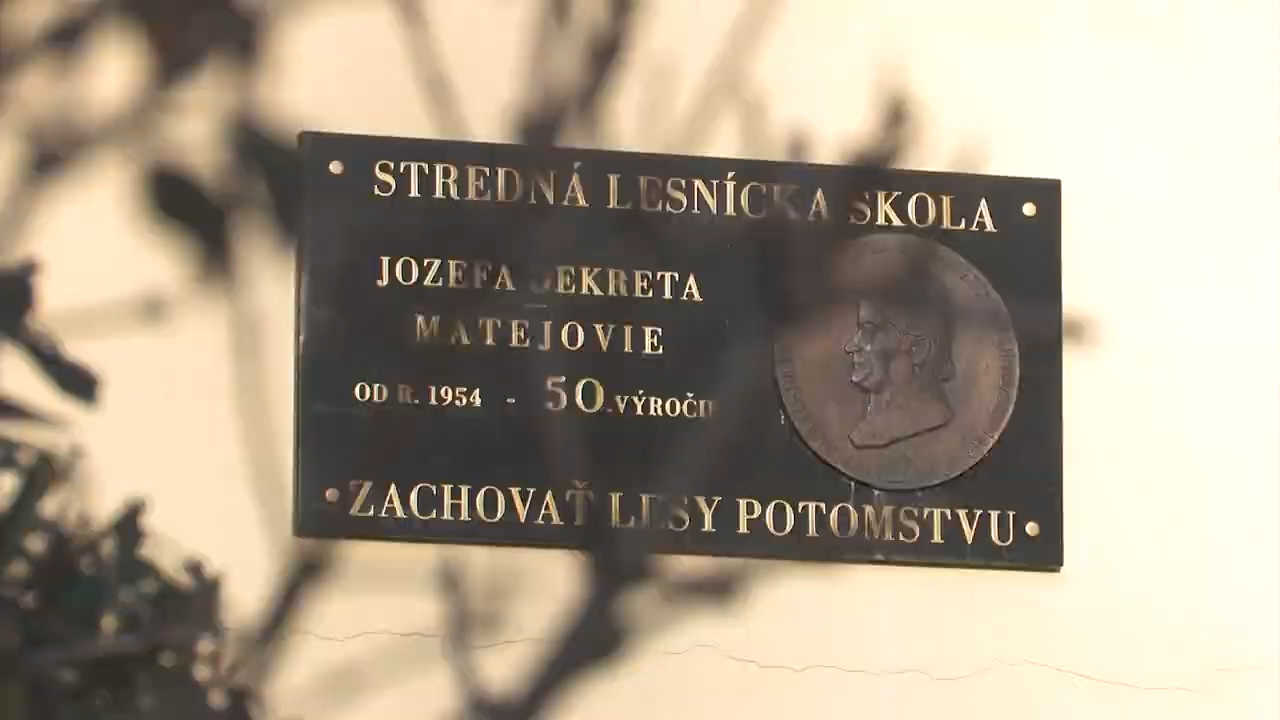 STREDNÁ LESNÍCKA ŠKOLA
JOZEFA DEKRETA
MATEJOVIE
OD R. 1954 - 50.VÝROČIE
ZACHOVAŤ LESY POTOMSTVU